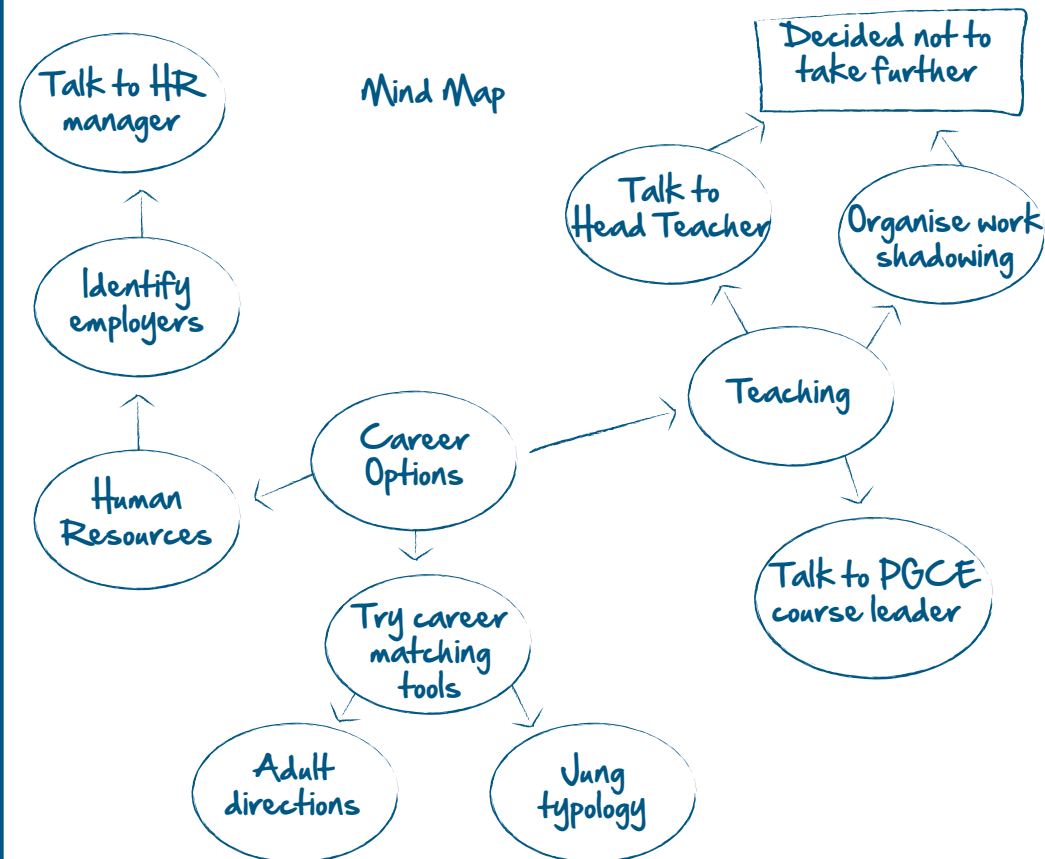 Mind Map
Decided not to
take further
Talk to HR
manager
Talk to
Head Teacher
Organise work
shadowing
Identify
employers
Teaching
Career
Options
Human
Resources
Talk to PGCE
course leader
Try career
matching
tools
Adult
directions
Jung
typology